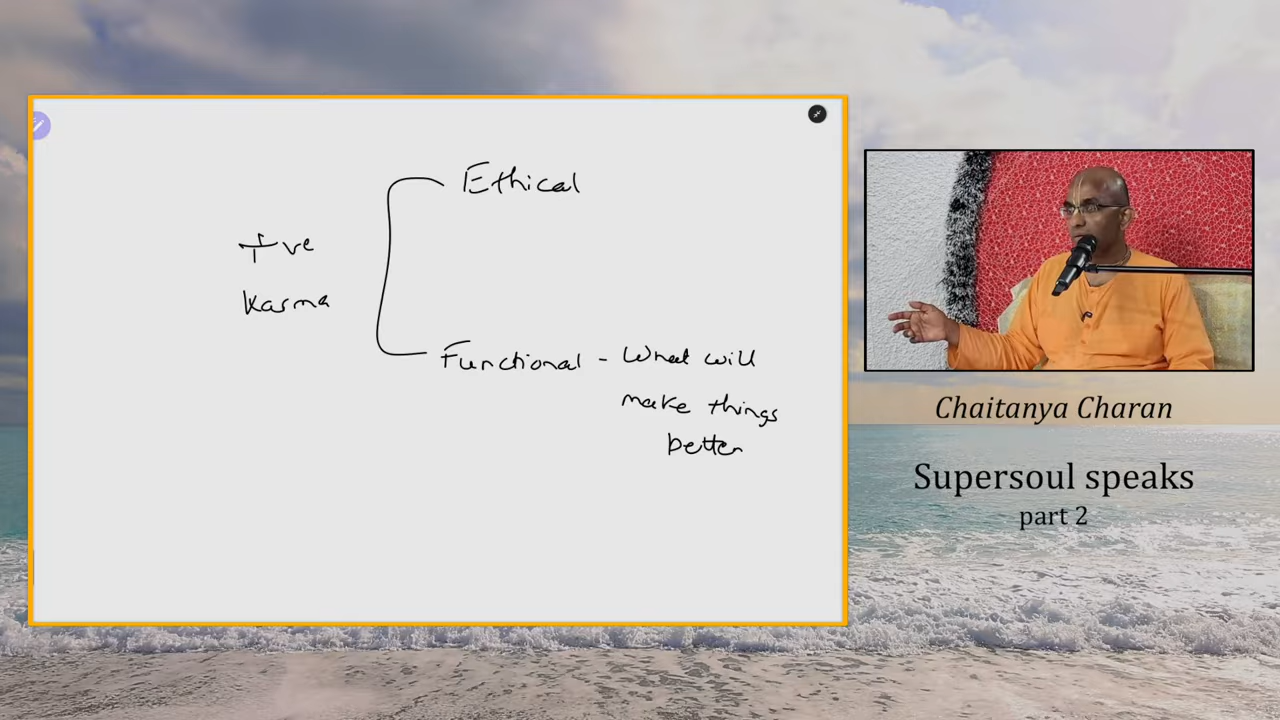 Ethical
+ve
Karma
Functional - What will
make things
better
Chaitanya Charan
Supersoul speaks
part 2